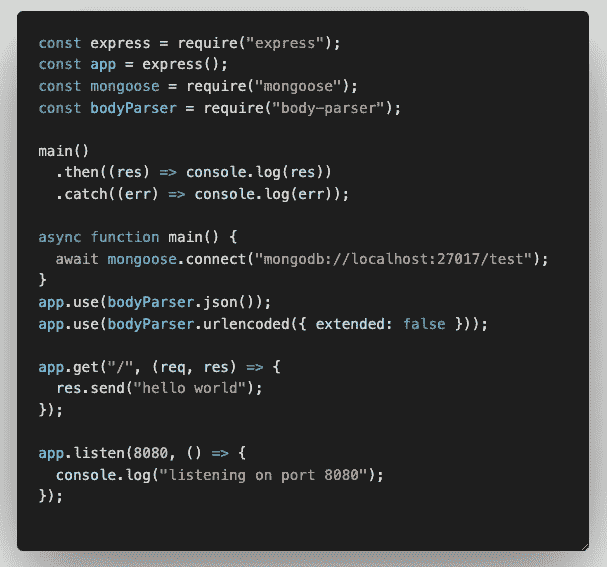 const express = require("express");
const app = express();
const mongoose = require("mongoose");
const bodyParser = require("body-parser");
main()
  .then((res) => console.log(res))
  .catch((err) => console.log(err));
async function main() {
  await mongoose.connect("mongodb://localhost:27017/test");
}
app.use(bodyParser.json());
app.use(bodyParser.urlencoded({ extended: false }));
app.get("/", (req, res) => {
  res.send("hello world");
});
app.listen(8080, () => {
  console.log("listening on port 8080");
});